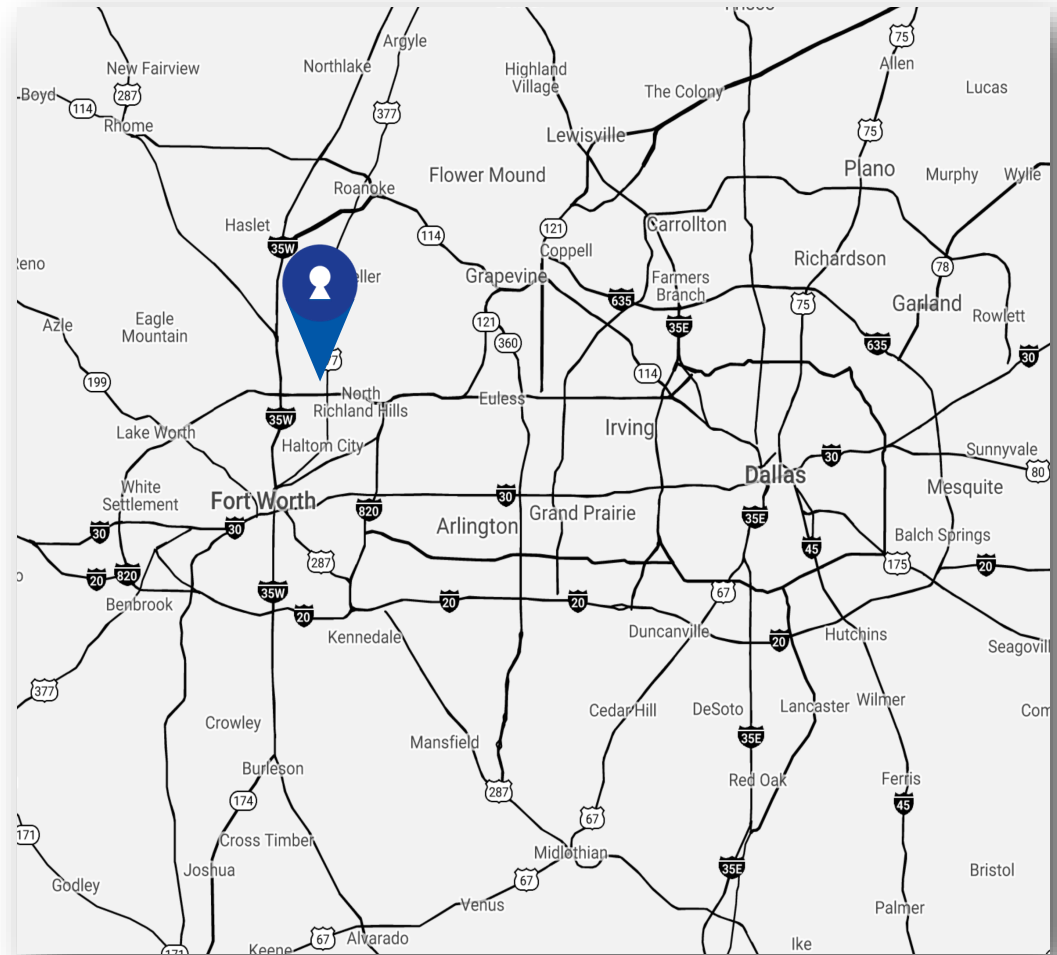 Argyle
75
New Fairview
Northlake
Highland
Village
Allen
287
Boyd
114
377
The Colony
Lucas
Rhome
Lewisville
75
Flower Mound
Plano
Murphy
Wylie
Roanoke
Haslet
35W
114
121
Carrollton
Coppell
Richardson
78
Grapevine
Farmers
Branch
635
75
Garland
Rowlett
Azle
Eagle
Mountain
121
360
35E
635
30
199
114
North
Richland Hills
Euless
35W
Irving
Lake Worth
Haltom City
30
Sunnyvale
80
Dallas
Mesquite
White
Settlement
Fort Worth
820
30
Arlington
Grand Prairie
35E
30
30
45
Balch Springs
287
175
20
20
820
35W
67
Benbrook
20
20
20
Kennedale
Duncanville
20
Hutchins
377
Cedar Hill
DeSoto
Lancaster
Wilmer
Crowley
Mansfield
35E
Burleson
Red Oak
Ferris
174
287
45
67
171
Cross Timber
Midlothian
35E
Joshua
Godley
67
Bristol
Venus
Palmer
67
Alvarado
Keene
Ike
171